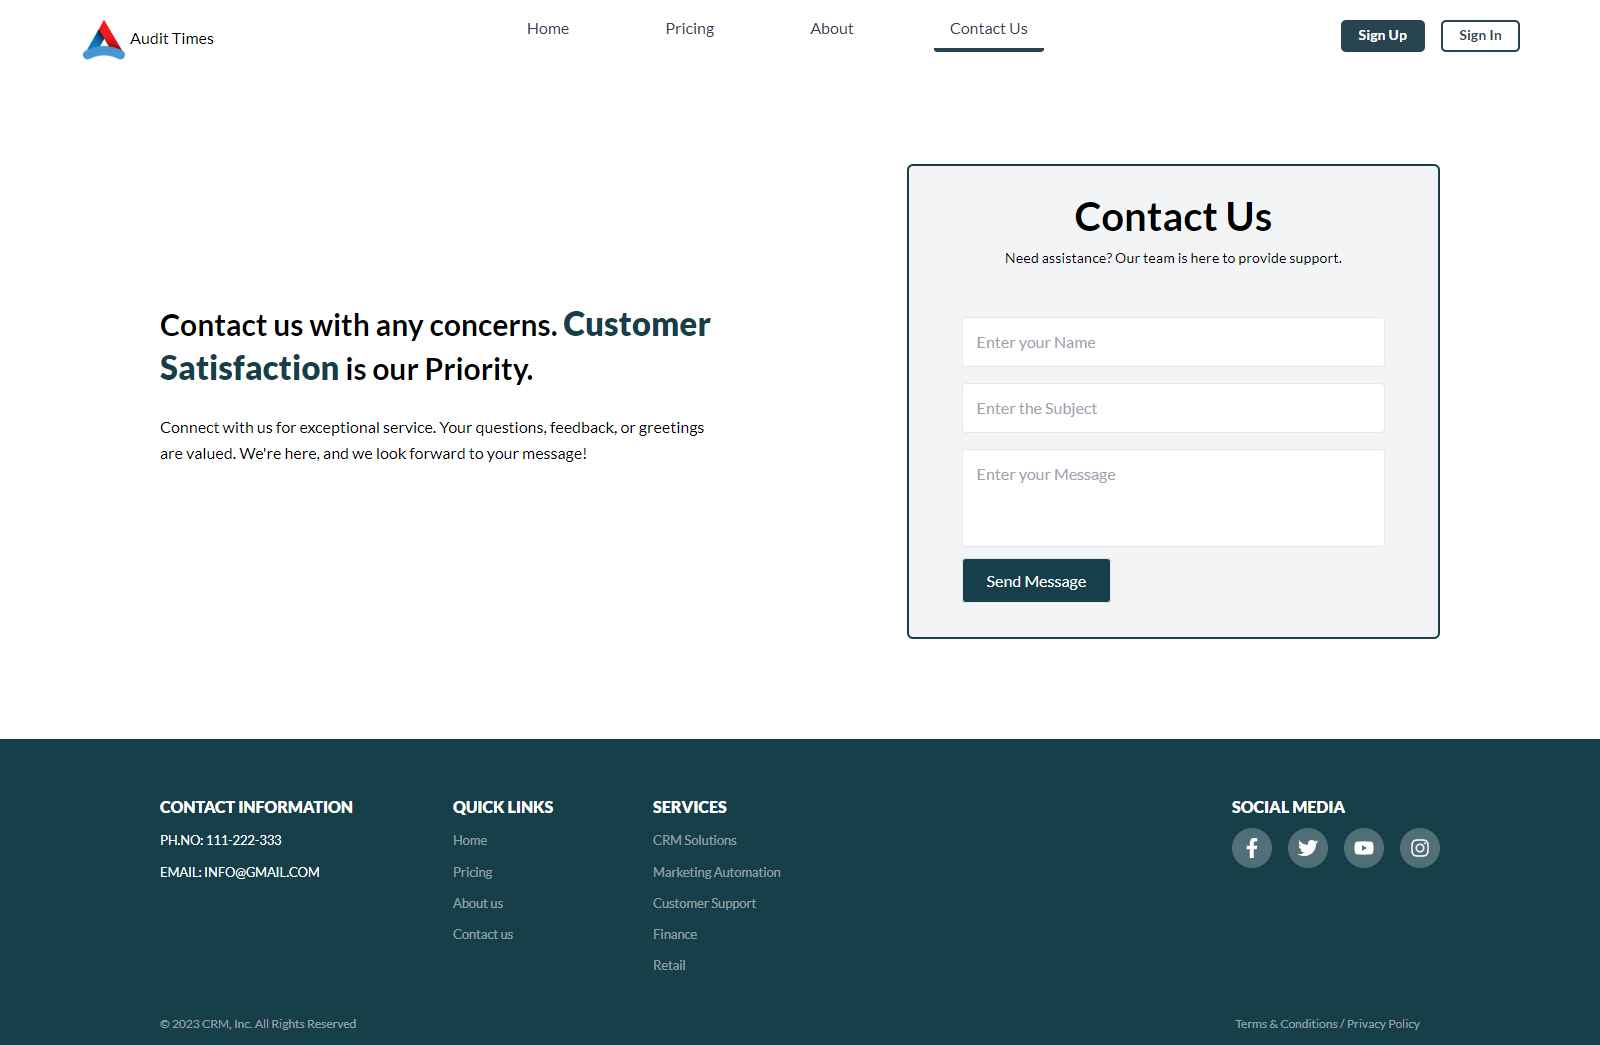 Audit Times
Home
Pricing
About
Contact Us
Sign Up
Sign In
Contact us with any concerns. Customer
Satisfaction is our Priority.
Connect with us for exceptional service. Your questions, feedback, or greetings
are valued. We're here, and we look forward to your message!
Contact Us
Need assistance? Our team is here to provide support.
Enter your Name
Enter the Subject
Enter your Message
Send Message
CONTACT INFORMATION
PH.NO: 111-222-333
EMAIL: INFO@GMAIL.COM
QUICK LINKS
Home
Pricing
About us
Contact us
SERVICES
CRM Solutions
Marketing Automation
Customer Support
Finance
Retail
SOCIAL MEDIA
© 2023 CRM, Inc. All Rights Reserved
Terms & Conditions / Privacy Policy